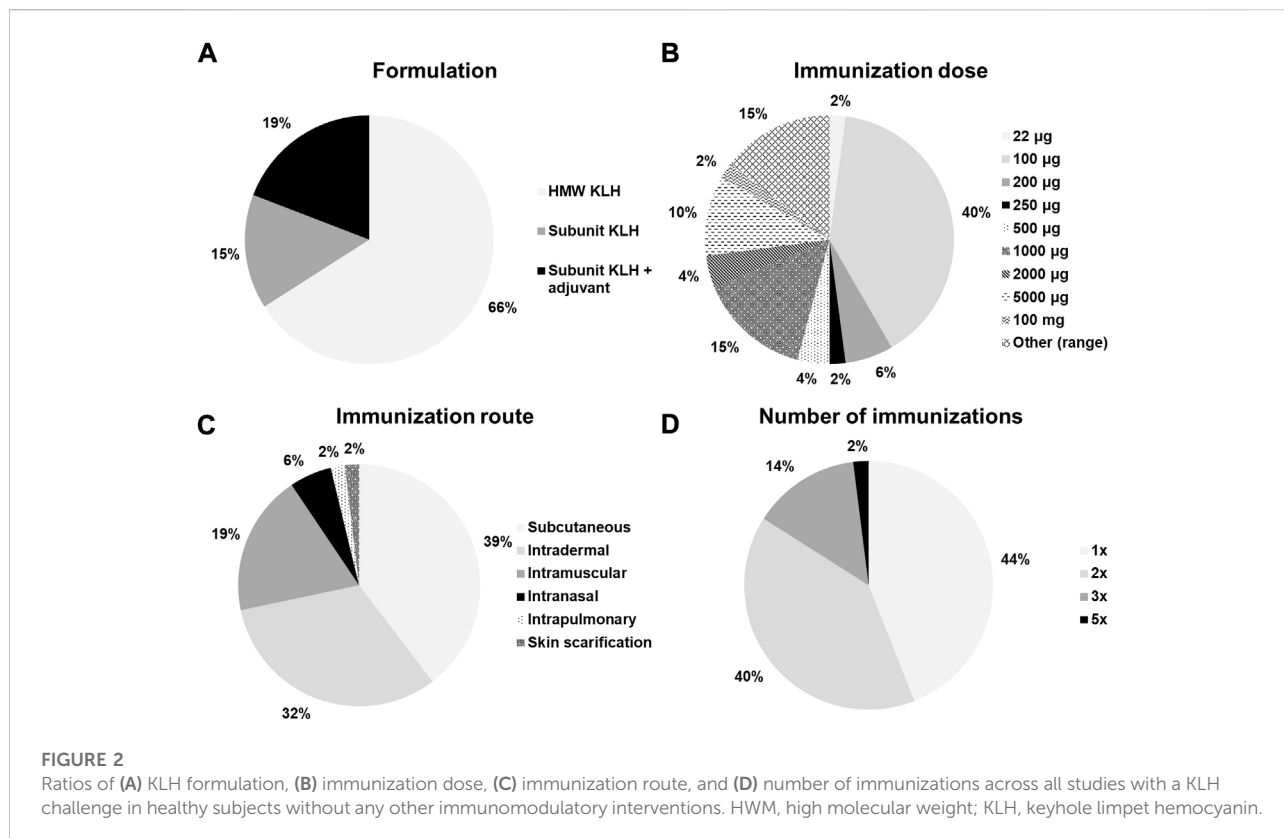 A
Formulation
19%
15%
66%
HMW KLH
Subunit KLH
Subunit KLH +
adjuvant
B
Immunization dose
2%
15%
2%
10%
4%
15%
4%
2%
6%
40%
22 µg
100 µg
200 µg
250 µg
500 µg
1000 µg
2000 µg
5000 µg
100 mg
Other (range)
C
Immunization route
2%
2%
6%
19%
39%
32%
Subcutaneous
Intradermal
Intramuscular
Intranasal
Intrapulmonary
Skin scarification
D
Number of immunizations
2%
14%
44%
40%
1x
2x
3x
5x
FIGURE 2
Ratios of (A) KLH formulation, (B) immunization dose, (C) immunization route, and (D) number of immunizations across all studies with a KLH
challenge in healthy subjects without any other immunomodulatory interventions. HWM, high molecular weight; KLH, keyhole limpet hemocyanin.